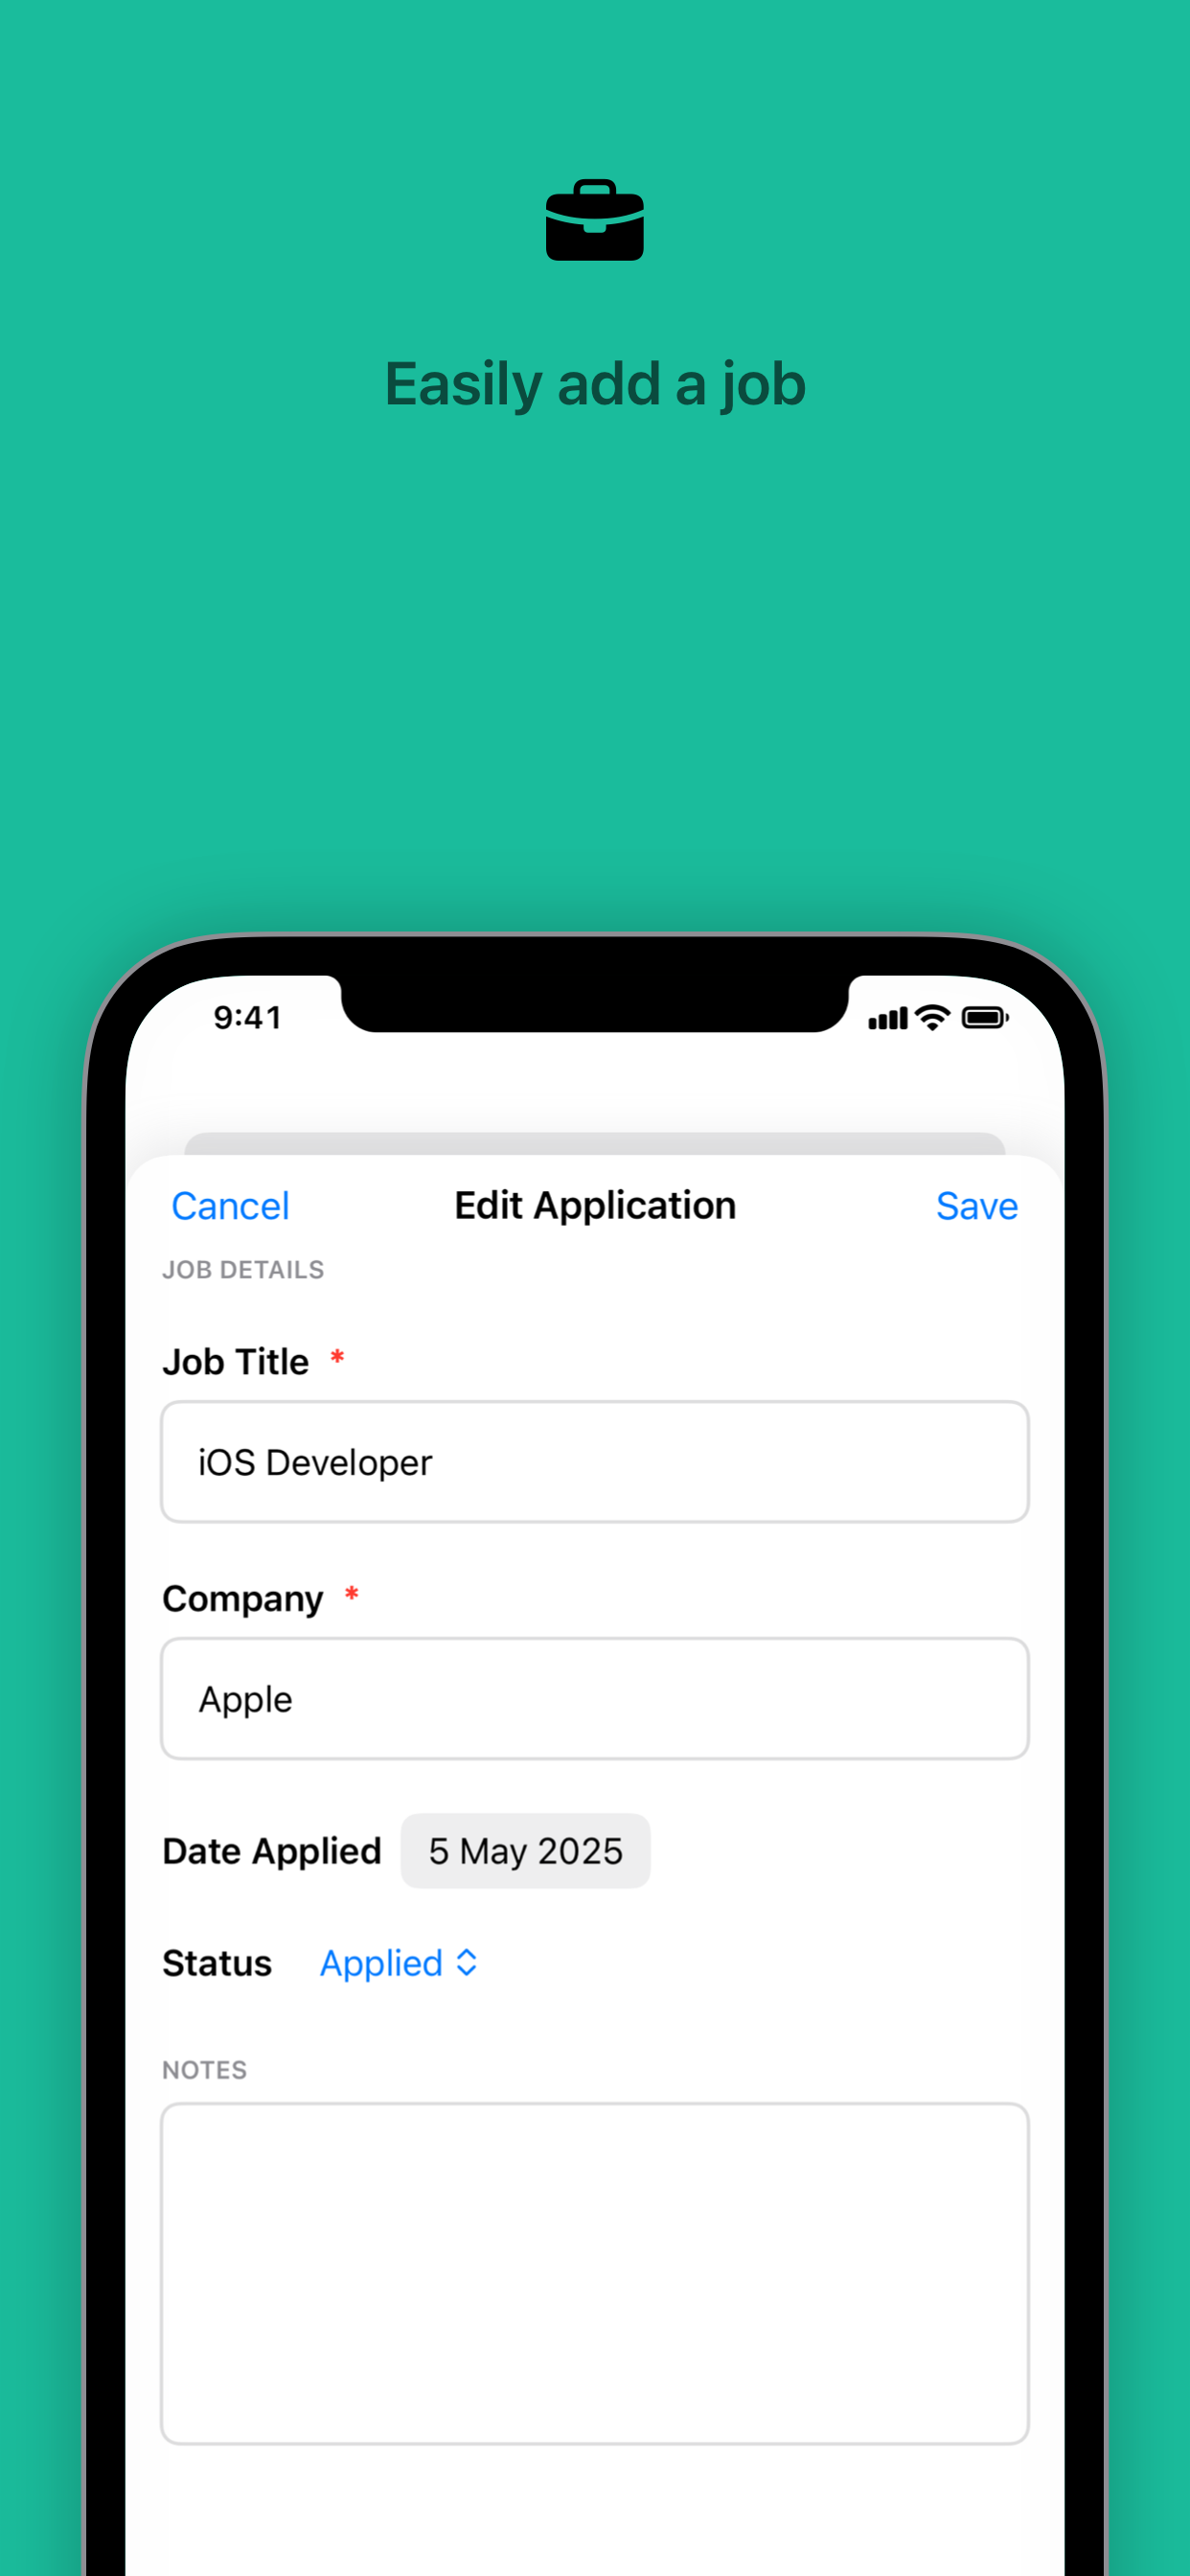 Easily add a job
9:41
Cancel Edit Application Save
JOB DETAILS
Job Title *
iOS Developer
Company *
Apple
Date Applied 5 May 2025
Status Applied
NOTES